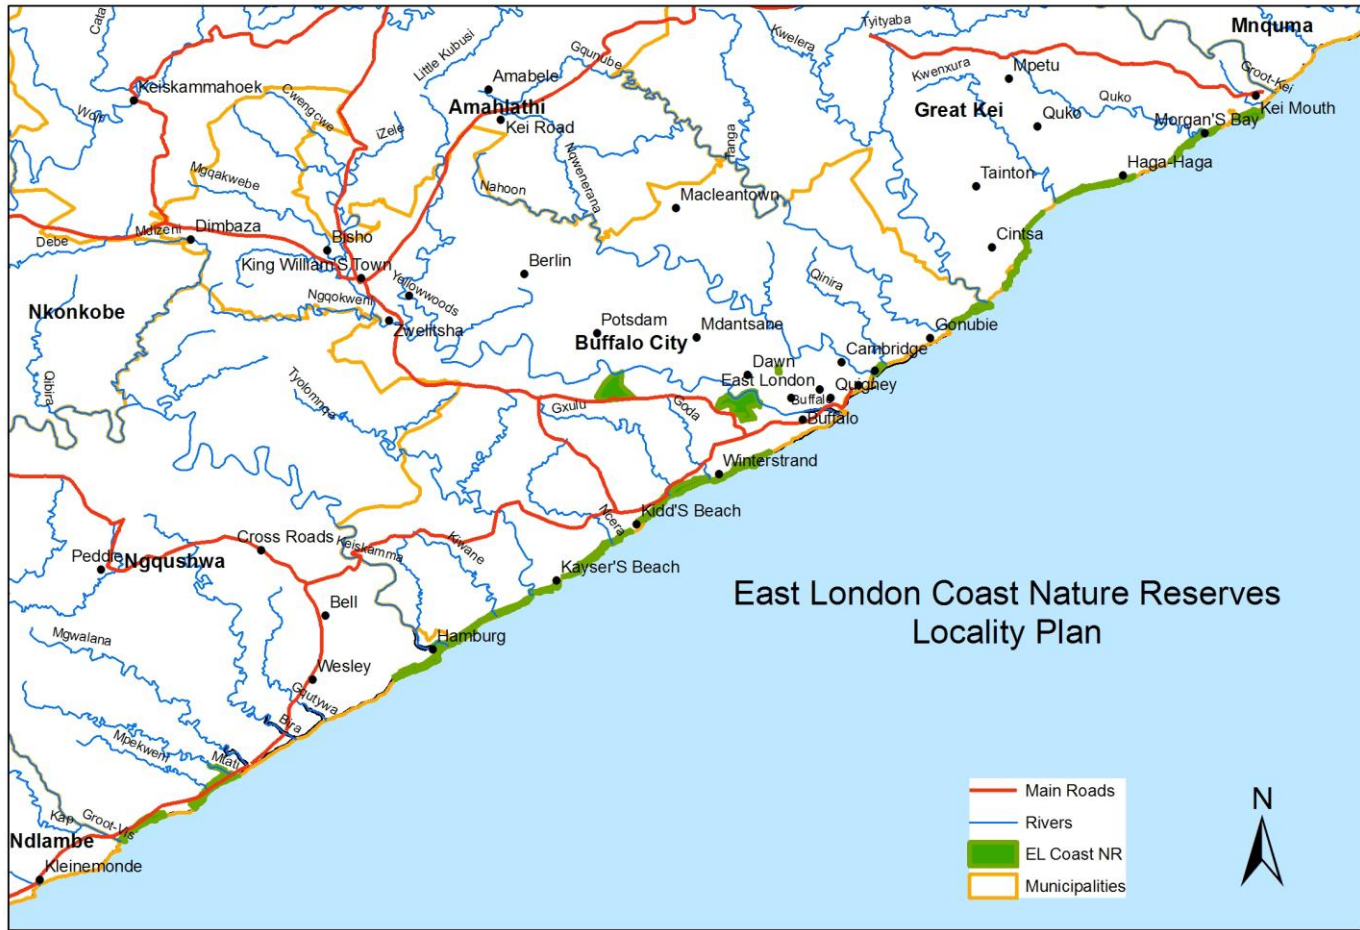 Cata
Little Kubusi
Gqunube
Kwelera
Tyityaba
Mnquma
Keiskammahoek
Amabele
Kwenxura
Mpetu
Groot-Kei
Wolf
Cwengcwe
Amahlathi
Great Kei
Quko
Kei Mouth
iZele
Kei Road
Quko
Morgan'S Bay
Tanga
Mgqakwebe
Nqwenerana
Nahoon
Macleantown
Tainton
Haga-Haga
Debe
Mdizeni
Dimbaza
Bisho
Cintsa
King William'S Town
Berlin
Yellowwoods
Qinira
Nkonkobe
Ngqokweni
Zwelitsha
Potsdam
Mdantsane
Gonubie
Buffalo City
Cambridge
Qibira
Tyolomnqa
Dawn
East London
Quigney
Gxulu
Goda
Buffalo
Buffalo
Winterstrand
Ncera
Kidd'S Beach
Cross Roads
Keiskamma
Kiwane
Peddie
Ngqushwa
Kayser'S Beach
East London Coast Nature Reserves
Locality Plan
Bell
Mgwalana
Hamburg
Wesley
Gqutywa
Bira
Mpekweni
Mtati
Main Roads
N
Rivers
Kap
Groot-Vis
Ndlambe
EL Coast NR
Kleinemonde
Municipalities